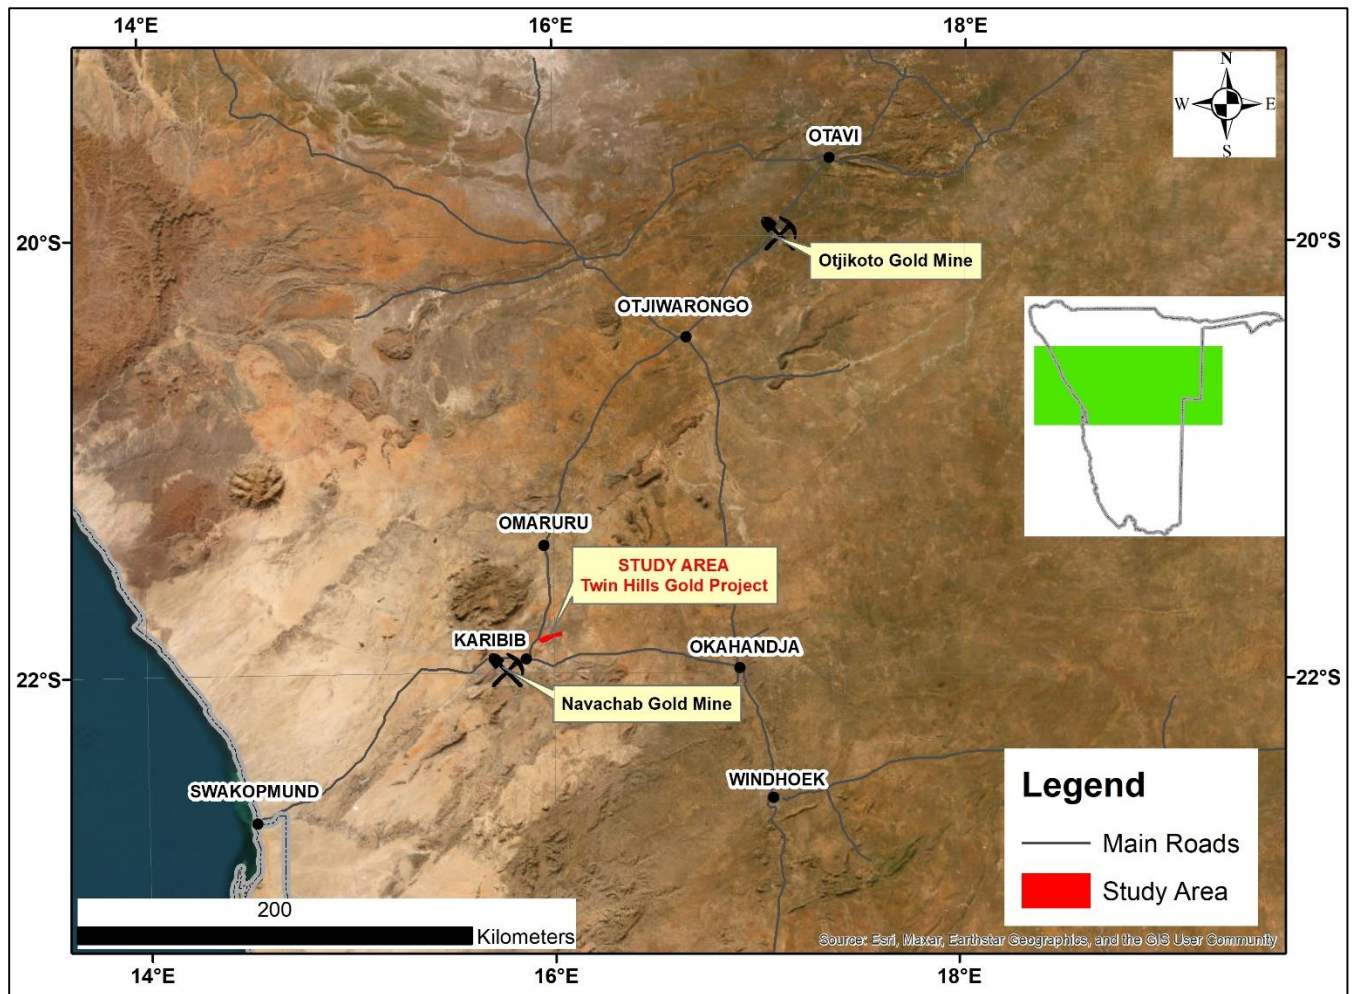 14°E
16°E
18°E
N
W
E
S
OTAVI
20°S
20°S
Otjikoto Gold Mine
OTJIWARONGO
OMARURU
STUDY AREA
Twin Hills Gold Project
KARIBIB
OKAHANDJA
22°S
22°S
Navachab Gold Mine
SWAKOPMUND
WINDHOEK
Legend
Main Roads
Study Area
200
Kilometers
Source: Esri, Maxar, Earthstar Geographics, and the GIS User Community
14°E
16°E
18°E